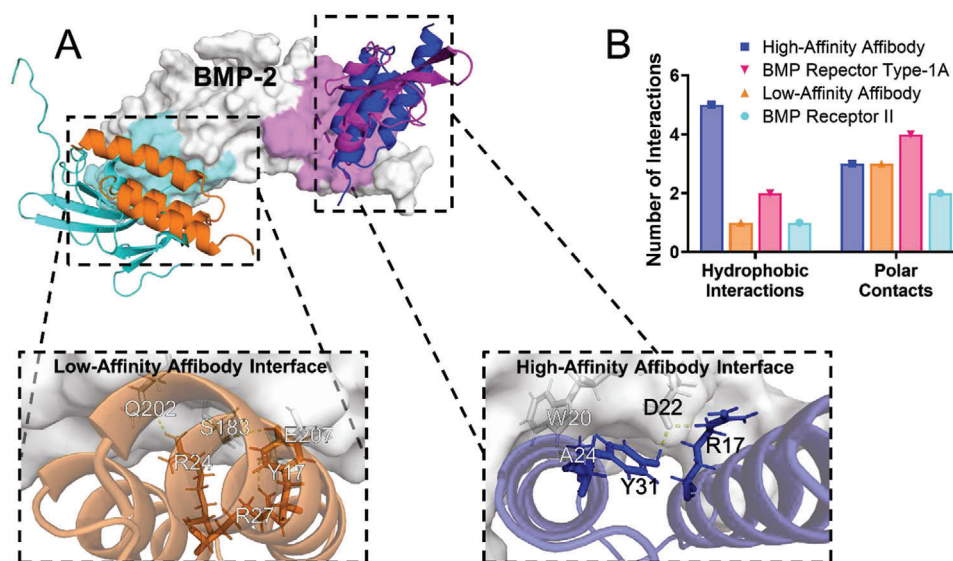 A
BMP-2
B
High-Affinity Affibody
BMP Repector Type-1A
Low-Affinity Affibody
BMP Receptor II
Number of Interactions
6
4
2
0
Hydrophobic
Interactions
Polar
Contacts
Low-Affinity Affibody Interface
Q202
S183
E207
R24
Y17
R27
High-Affinity Affibody Interface
D22
W20
R17
A24
Y31